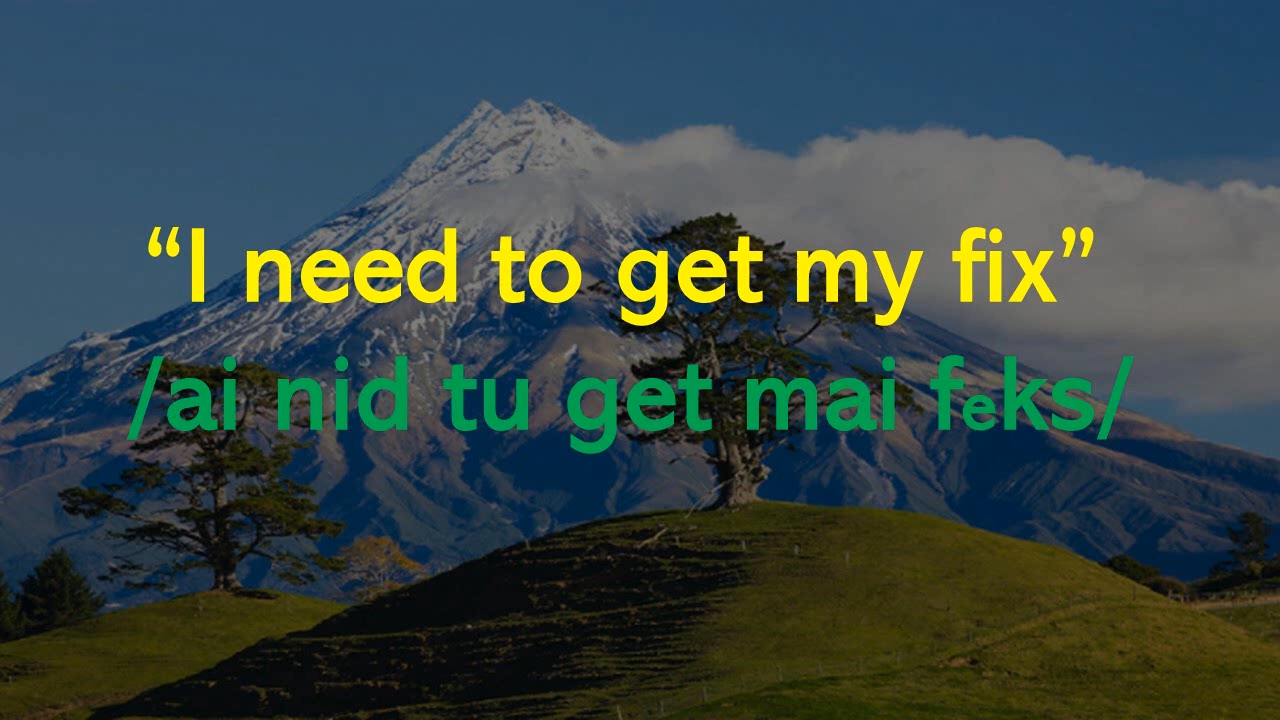 “I need to get my fix”
/ai nid tu get mai fₑks/